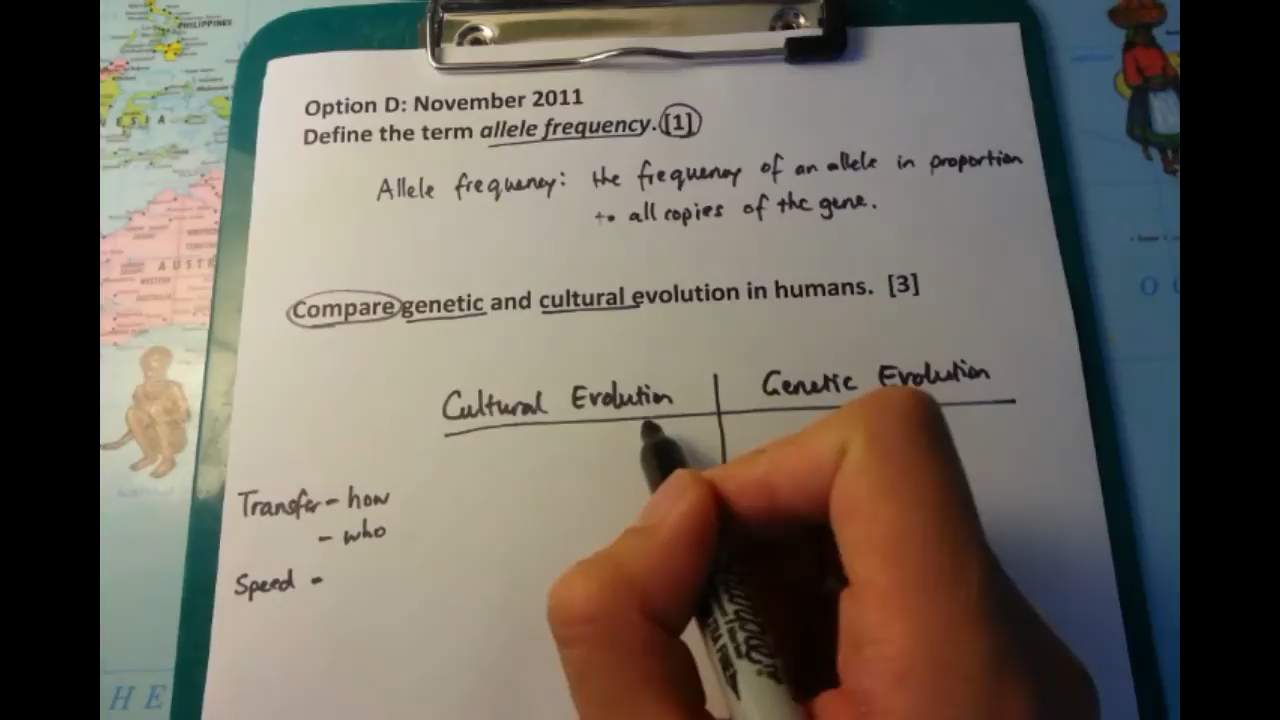 PHILIPPINES
Option D: November 2011
Define the term allele frequency. [1]
Allele frequency: the frequency of an allele in proportion
to all copies of the gene.
Compare genetic and cultural evolution in humans. [3]
Cultural Evolution
Genetic Evolution
Transfer - how
- who
Speed -
AUSTR
H E